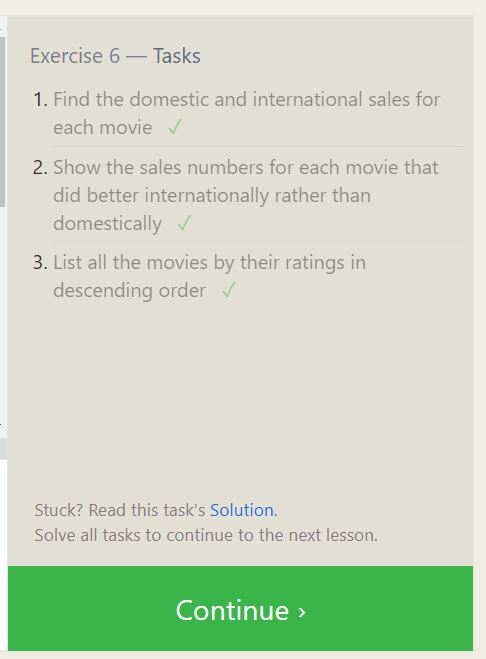 Exercise 6 — Tasks
1. Find the domestic and international sales for
each movie ✓
2. Show the sales numbers for each movie that
did better internationally rather than
domestically ✓
3. List all the movies by their ratings in
descending order ✓
Stuck? Read this task's Solution.
Solve all tasks to continue to the next lesson.
Continue ›